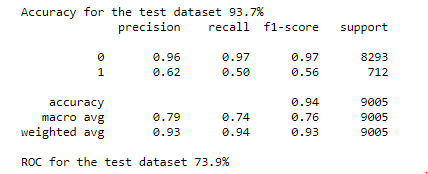 Accuracy for the test dataset 93.7%
precision recall f1-score support
0 0.96 0.97 0.97 8293
1 0.62 0.50 0.56 712
accuracy 0.94 9005
macro avg 0.79 0.74 0.76 9005
weighted avg 0.93 0.94 0.93 9005
ROC for the test dataset 73.9%